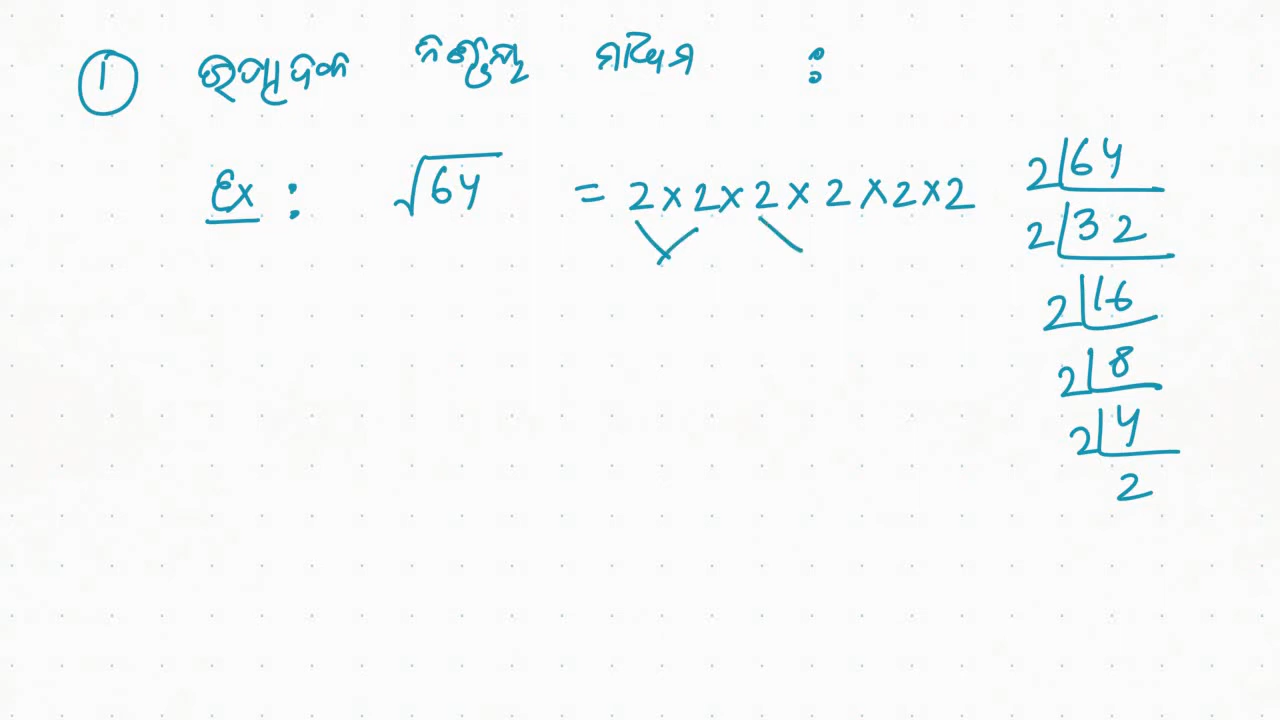 ① ଉତ୍ପାଦକ ନିର୍ଣ୍ଣୟ ମାଧ୍ୟମ :
Ex : √64 = 2 × 2 × 2 × 2 × 2 × 2
2 | 64
2 | 32
2 | 16
2 | 8
2 | 4
2